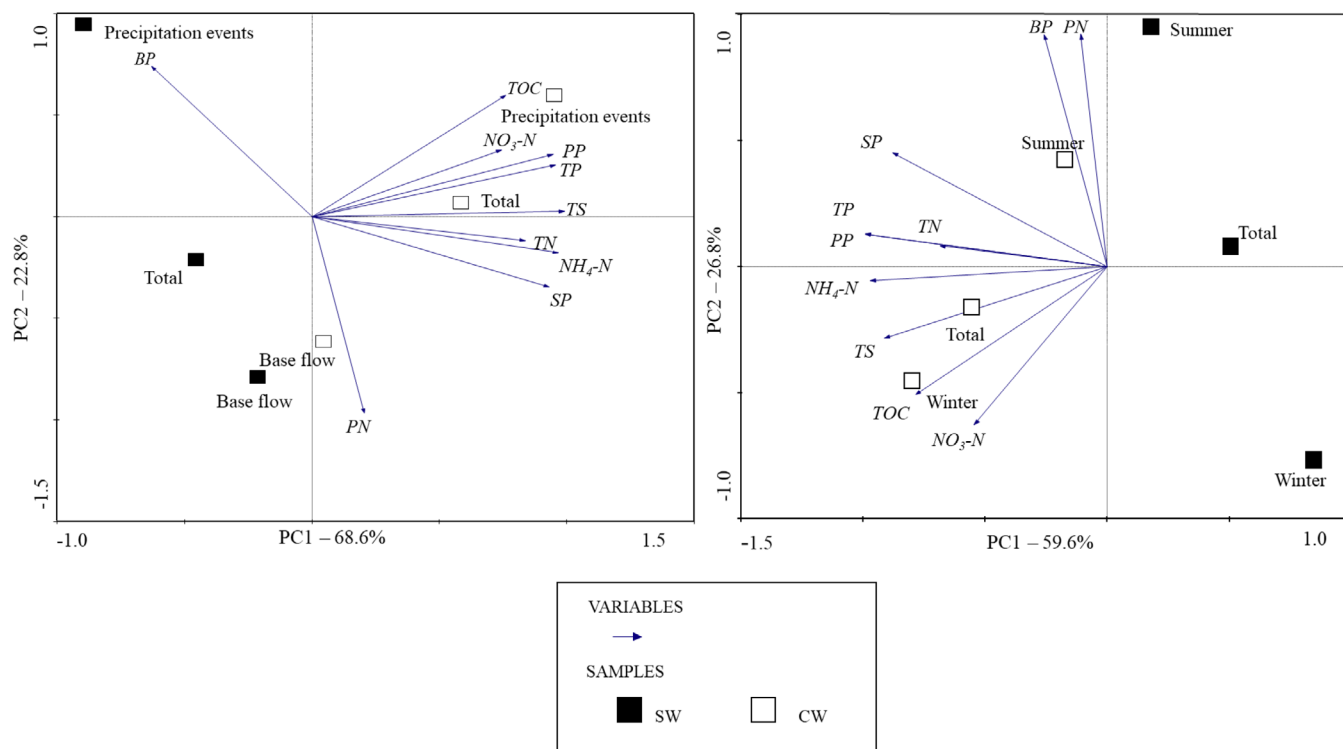 1.0
Precipitation events
BP
TOC
Precipitation events
NO3-N
PP
TP
Total
TS
TN
NH4-N
SP
Total
Base flow
Base flow
PN
PC2 – 22.8%
-1.5
-1.0
PC1 – 68.6%
1.5
1.0
BP
PN
Summer
SP
Summer
TP
TN
PP
Total
NH4-N
Total
TS
Winter
TOC
NO3-N
Winter
PC2 – 26.8%
-1.0
-1.5
PC1 – 59.6%
1.0
VARIABLES
SAMPLES
SW
CW